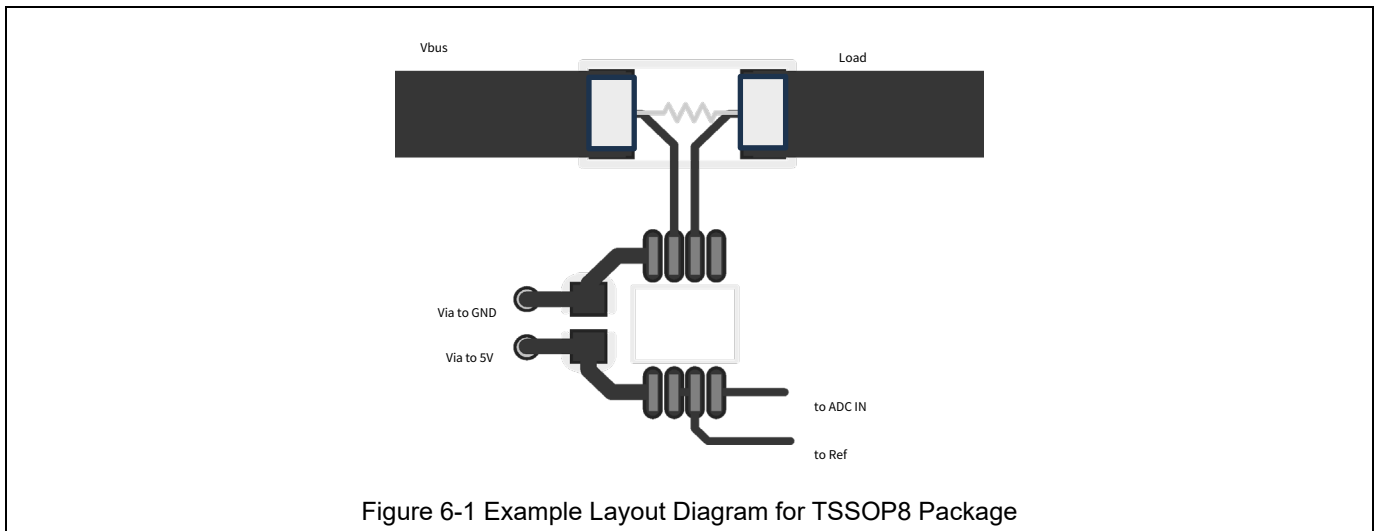 Vbus
Load
Via to GND
Via to 5V
to ADC IN
to Ref
Figure 6-1 Example Layout Diagram for TSSOP8 Package